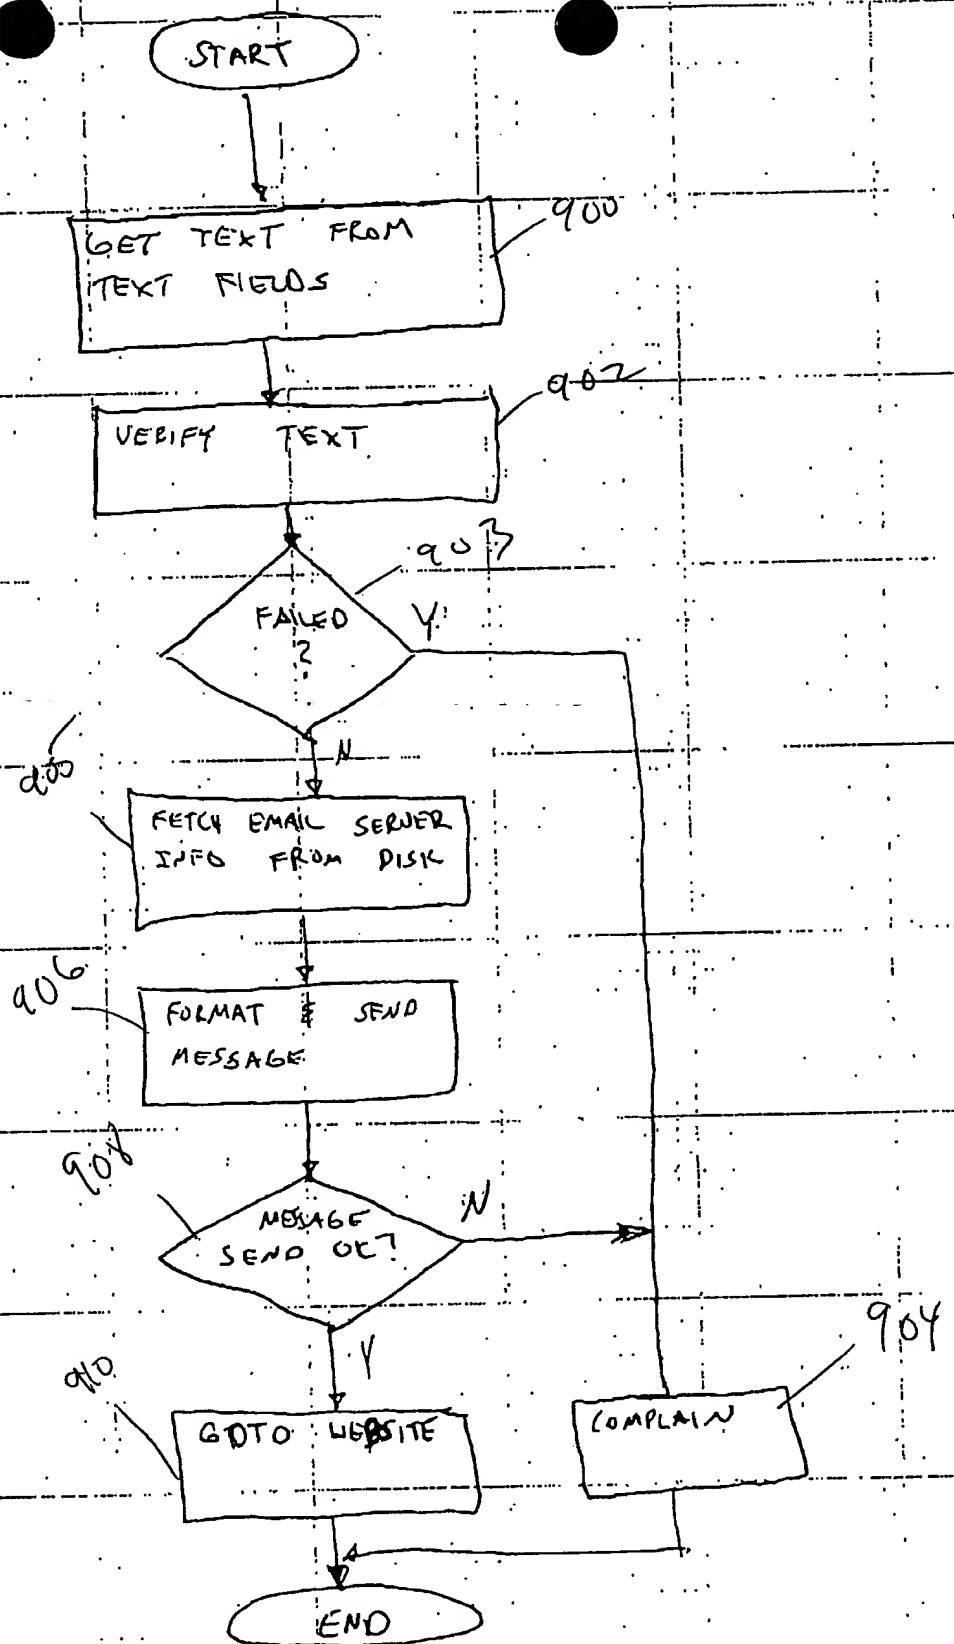 START
900
GET TEXT FROM
TEXT FIELDS
902
VERIFY TEXT
903
FAILED
?
Y
N
FETCH EMAIL SERVER
INFO FROM DISK
906
FORMAT & SEND
MESSAGE
908
MESSAGE
SEND OK?
N
Y
904
910
GOTO WEBSITE
COMPLAIN
END